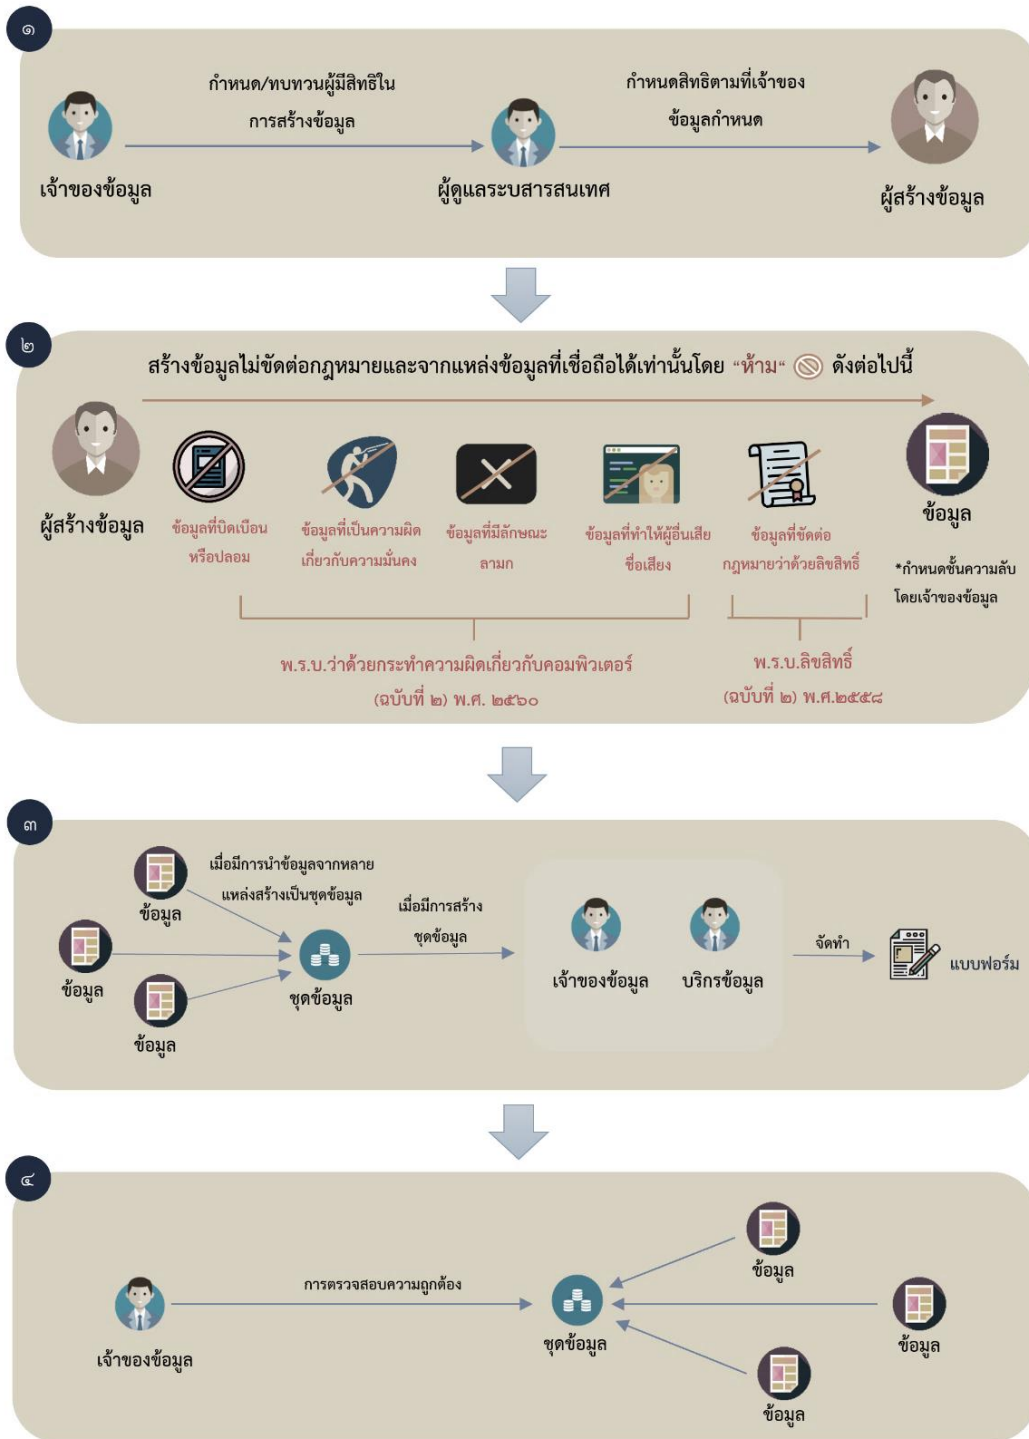 ๑
กำหนด/ทบทวนผู้มีสิทธิใน
การสร้างข้อมูล
กำหนดสิทธิตามที่เจ้าของ
ข้อมูลกำหนด
เจ้าของข้อมูล
ผู้ดูแลระบสารสนเทศ
ผู้สร้างข้อมูล
๒
สร้างข้อมูลไม่ขัดต่อกฎหมายและจากแหล่งข้อมูลที่เชื่อถือได้เท่านั้นโดย "ห้าม" ดังต่อไปนี้
ผู้สร้างข้อมูล
ข้อมูลที่บิดเบือน
หรือปลอม
ข้อมูลที่เป็นความผิด
เกี่ยวกับความมั่นคง
ข้อมูลที่มีลักษณะ
ลามก
ข้อมูลที่ทำให้ผู้อื่นเสีย
ชื่อเสียง
ข้อมูลที่ขัดต่อ
กฎหมายว่าด้วยลิขสิทธิ์
ข้อมูล
*กำหนดชั้นความลับ
โดยเจ้าของข้อมูล
พ.ร.บ.ว่าด้วยกระทำความผิดเกี่ยวกับคอมพิวเตอร์
(ฉบับที่ ๒) พ.ศ. ๒๕๖๐
พ.ร.บ.ลิขสิทธิ์
(ฉบับที่ ๒) พ.ศ.๒๕๕๘
๓
ข้อมูล
ข้อมูล
ข้อมูล
เมื่อมีการนำข้อมูลจากหลาย
แหล่งสร้างเป็นชุดข้อมูล
ชุดข้อมูล
เมื่อมีการสร้าง
ชุดข้อมูล
เจ้าของข้อมูล
บริกรข้อมูล
จัดทำ
แบบฟอร์ม
๔
เจ้าของข้อมูล
การตรวจสอบความถูกต้อง
ชุดข้อมูล
ข้อมูล
ข้อมูล
ข้อมูล